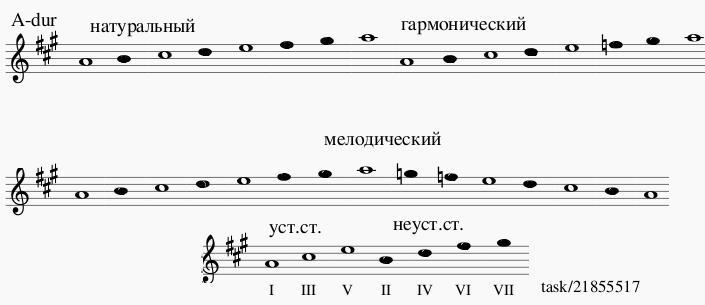 A-dur
натуральный гармонический
мелодический
уст.ст. неуст.ст.
I III V II IV VI VII task/21855517